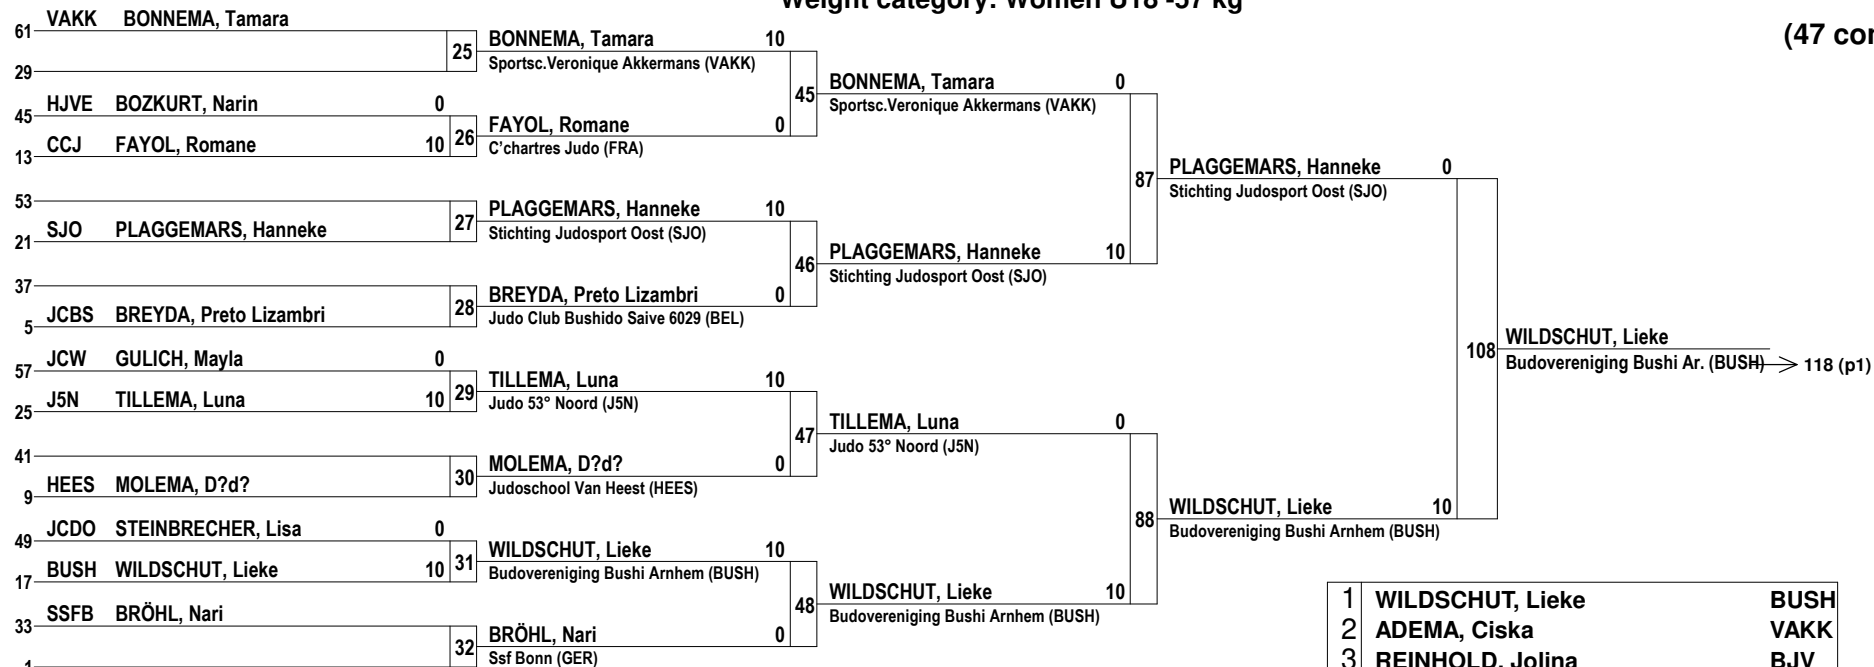 Weight category: Women U18 -57 kg
(47 con
61 VAKK BONNEMA, Tamara
29
25
BONNEMA, Tamara 10
Sportsc.Veronique Akkermans (VAKK)
45 HJVE BOZKURT, Narin 0
13 CCJ FAYOL, Romane 10
26
FAYOL, Romane 0
C'chartres Judo (FRA)
45
BONNEMA, Tamara 0
Sportsc.Veronique Akkermans (VAKK)
53
21 SJO PLAGGEMARS, Hanneke
27
PLAGGEMARS, Hanneke 10
Stichting Judosport Oost (SJO)
37
5 JCBS BREYDA, Preto Lizambri
28
BREYDA, Preto Lizambri 0
Judo Club Bushido Saive 6029 (BEL)
46
PLAGGEMARS, Hanneke 10
Stichting Judosport Oost (SJO)
87
PLAGGEMARS, Hanneke 0
Stichting Judosport Oost (SJO)
57 JCW GULICH, Mayla 0
25 J5N TILLEMA, Luna 10
29
TILLEMA, Luna 10
Judo 53° Noord (J5N)
41
9 HEES MOLEMA, D?d?
30
MOLEMA, D?d? 0
Judoschool Van Heest (HEES)
47
TILLEMA, Luna 0
Judo 53° Noord (J5N)
49 JCDO STEINBRECHER, Lisa 0
17 BUSH WILDSCHUT, Lieke 10
31
WILDSCHUT, Lieke 10
Budovereniging Bushi Arnhem (BUSH)
33 SSFB BRÖHL, Nari
1
32
BRÖHL, Nari 0
Ssf Bonn (GER)
48
WILDSCHUT, Lieke 10
Budovereniging Bushi Arnhem (BUSH)
88
WILDSCHUT, Lieke 10
Budovereniging Bushi Arnhem (BUSH)
108
WILDSCHUT, Lieke
Budovereniging Bushi Ar. (BUSH)
118 (p1)
1 WILDSCHUT, Lieke BUSH
2 ADEMA, Ciska VAKK
3 REINHOLD, Jolina BJV